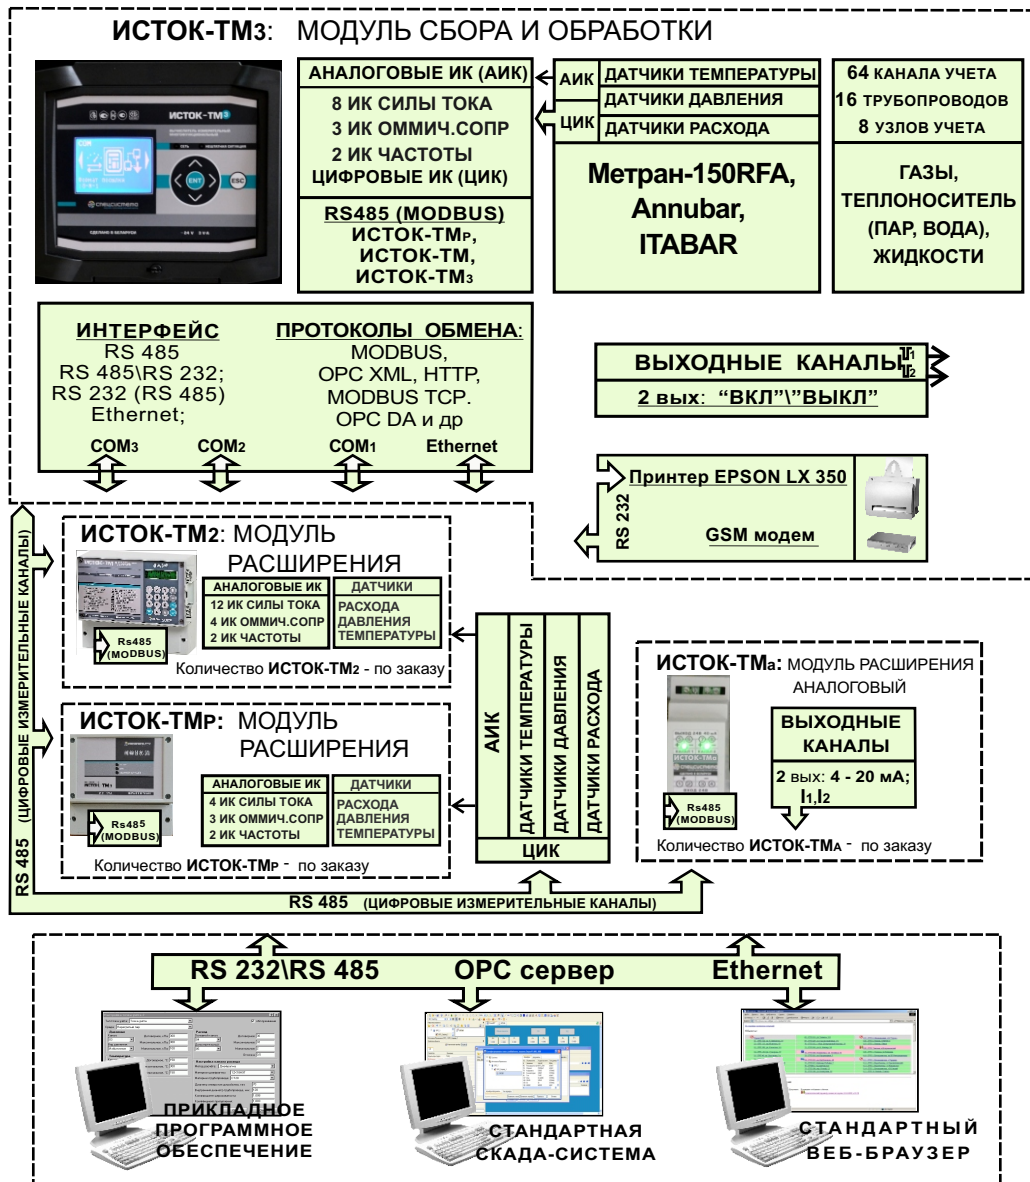 ИСТОК-ТМ3: МОДУЛЬ СБОРА И ОБРАБОТКИ
ИСТОК-ТМ3
ENT
ESC
СДЕЛАНО В БЕЛАРУСИ
АНАЛОГОВЫЕ ИК (АИК)
8 ИК СИЛЫ ТОКА
3 ИК ОММИЧ.СОПР
2 ИК ЧАСТОТЫ
ЦИФРОВЫЕ ИК (ЦИК)
RS485 (MODBUS)
ИСТОК-ТМР,
ИСТОК-ТМ,
ИСТОК-ТМ3
АИК
ЦИК
ДАТЧИКИ ТЕМПЕРАТУРЫ
ДАТЧИКИ ДАВЛЕНИЯ
ДАТЧИКИ РАСХОДА
Метран-150RFA,
Annubar,
ITABAR
64 КАНАЛА УЧЕТА
16 ТРУБОПРОВОДОВ
8 УЗЛОВ УЧЕТА
ГАЗЫ,
ТЕПЛОНОСИТЕЛЬ
(ПАР, ВОДА),
ЖИДКОСТИ
ИНТЕРФЕЙС
RS 485
RS 485\RS 232;
RS 232 (RS 485)
Ethernet;
ПРОТОКОЛЫ ОБМЕНА:
MODBUS,
OPC XML, HTTP,
MODBUS TCP.
OPC DA и др
COM3 COM2 COM1 Ethernet
ВЫХОДНЫЕ КАНАЛЫ
1
2
2 вых: “ВКЛ”\”ВЫКЛ”
RS 232
Принтер EPSON LX 350
GSM модем
RS 485 (ЦИФРОВЫЕ ИЗМЕРИТЕЛЬНЫЕ КАНАЛЫ)
ИСТОК-ТМ2: МОДУЛЬ
РАСШИРЕНИЯ
АНАЛОГОВЫЕ ИК
12 ИК СИЛЫ ТОКА
4 ИК ОММИЧ.СОПР
2 ИК ЧАСТОТЫ
ДАТЧИКИ
РАСХОДА
ДАВЛЕНИЯ
ТЕМПЕРАТУРЫ
Rs485
(MODBUS)
Количество ИСТОК-ТМ2 - по заказу
ИСТОК-ТМР: МОДУЛЬ
РАСШИРЕНИЯ
АНАЛОГОВЫЕ ИК
4 ИК СИЛЫ ТОКА
3 ИК ОММИЧ.СОПР
2 ИК ЧАСТОТЫ
ДАТЧИКИ
РАСХОДА
ДАВЛЕНИЯ
ТЕМПЕРАТУРЫ
Rs485
(MODBUS)
Количество ИСТОК-ТМР - по заказу
АИК
ДАТЧИКИ ТЕМПЕРАТУРЫ
ДАТЧИКИ ДАВЛЕНИЯ
ДАТЧИКИ РАСХОДА
ЦИК
ИСТОК-ТМа: МОДУЛЬ РАСШИРЕНИЯ
АНАЛОГОВЫЙ
ИСТОК-ТМа
ВЫХОДНЫЕ
КАНАЛЫ
2 вых: 4 - 20 мА;
I1,I2
Rs485
(MODBUS)
Количество ИСТОК-ТМА - по заказу
RS 485 (ЦИФРОВЫЕ ИЗМЕРИТЕЛЬНЫЕ КАНАЛЫ)
RS 232\RS 485 OPC сервер Ethernet
ПРИКЛАДНОЕ
ПРОГРАММНОЕ
ОБЕСПЕЧЕНИЕ
СТАНДАРТНАЯ
СКАДА-СИСТЕМА
СТАНДАРТНЫЙ
ВЕБ-БРАУЗЕР